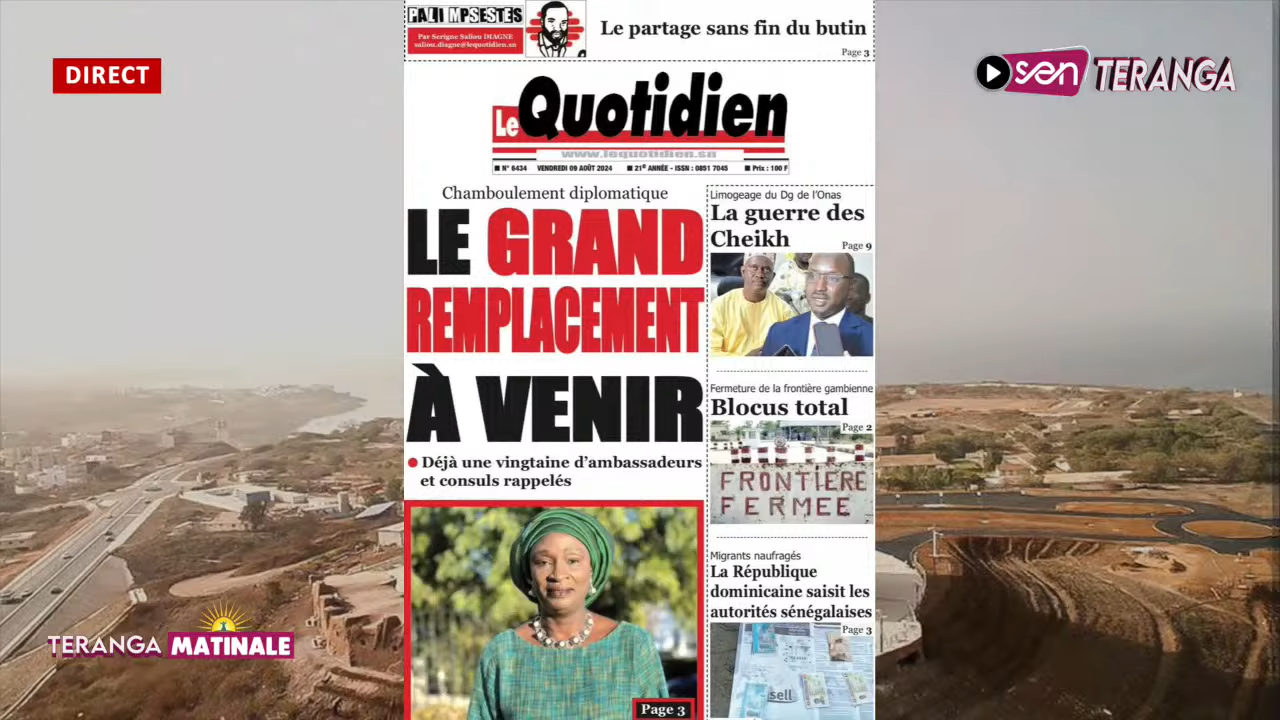 DIRECT
sen TERANGA
PALIMPSESTES
Par Serigne Saliou DIAGNE
saliou.diagne@lequotidien.sn
Le partage sans fin du butin
Page 3
Le Quotidien
www.lequotidien.sn
N° 6434 VENDREDI 09 AOÛT 2024 21E ANNÉE - ISSN : 0851 7045 Prix : 100 F
Chamboulement diplomatique
LE GRAND
REMPLACEMENT
À VENIR
Déjà une vingtaine d’ambassadeurs
et consuls rappelés
Page 3
Limogeage du Dg de l’Onas
La guerre des
Cheikh
Page 9
Fermeture de la frontière gambienne
Blocus total
Page 2
FRONTIERE
FERMEE
Migrants naufragés
La République
dominicaine saisit les
autorités sénégalaises
Page 3
sell
TERANGA MATINALE